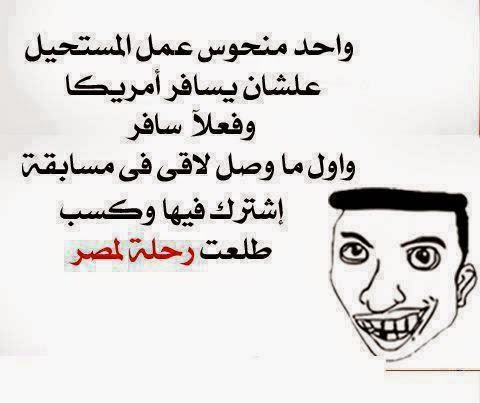 واحد منحوس عمل المستحيل
علشان يسافر أمريكا
وفعلآ سافر
واول ما وصل لاقى فى مسابقة
إشترك فيها وكسب
طلعت رحلة لمصر